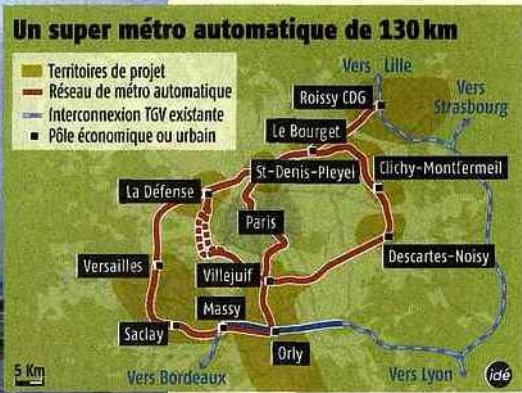 Un super métro automatique de 130 km
Territoires de projet
Réseau de métro automatique
Interconnexion TGV existante
Pôle économique ou urbain
Vers Lille
Vers
Strasbourg
Roissy CDG
Le Bourget
St-Denis-Pleyel
Clichy-Montfermeil
La Défense
Paris
Descartes-Noisy
Versailles
Villejuif
Massy
Saclay
Orly
5 Km
Vers Bordeaux
Vers Lyon
idé